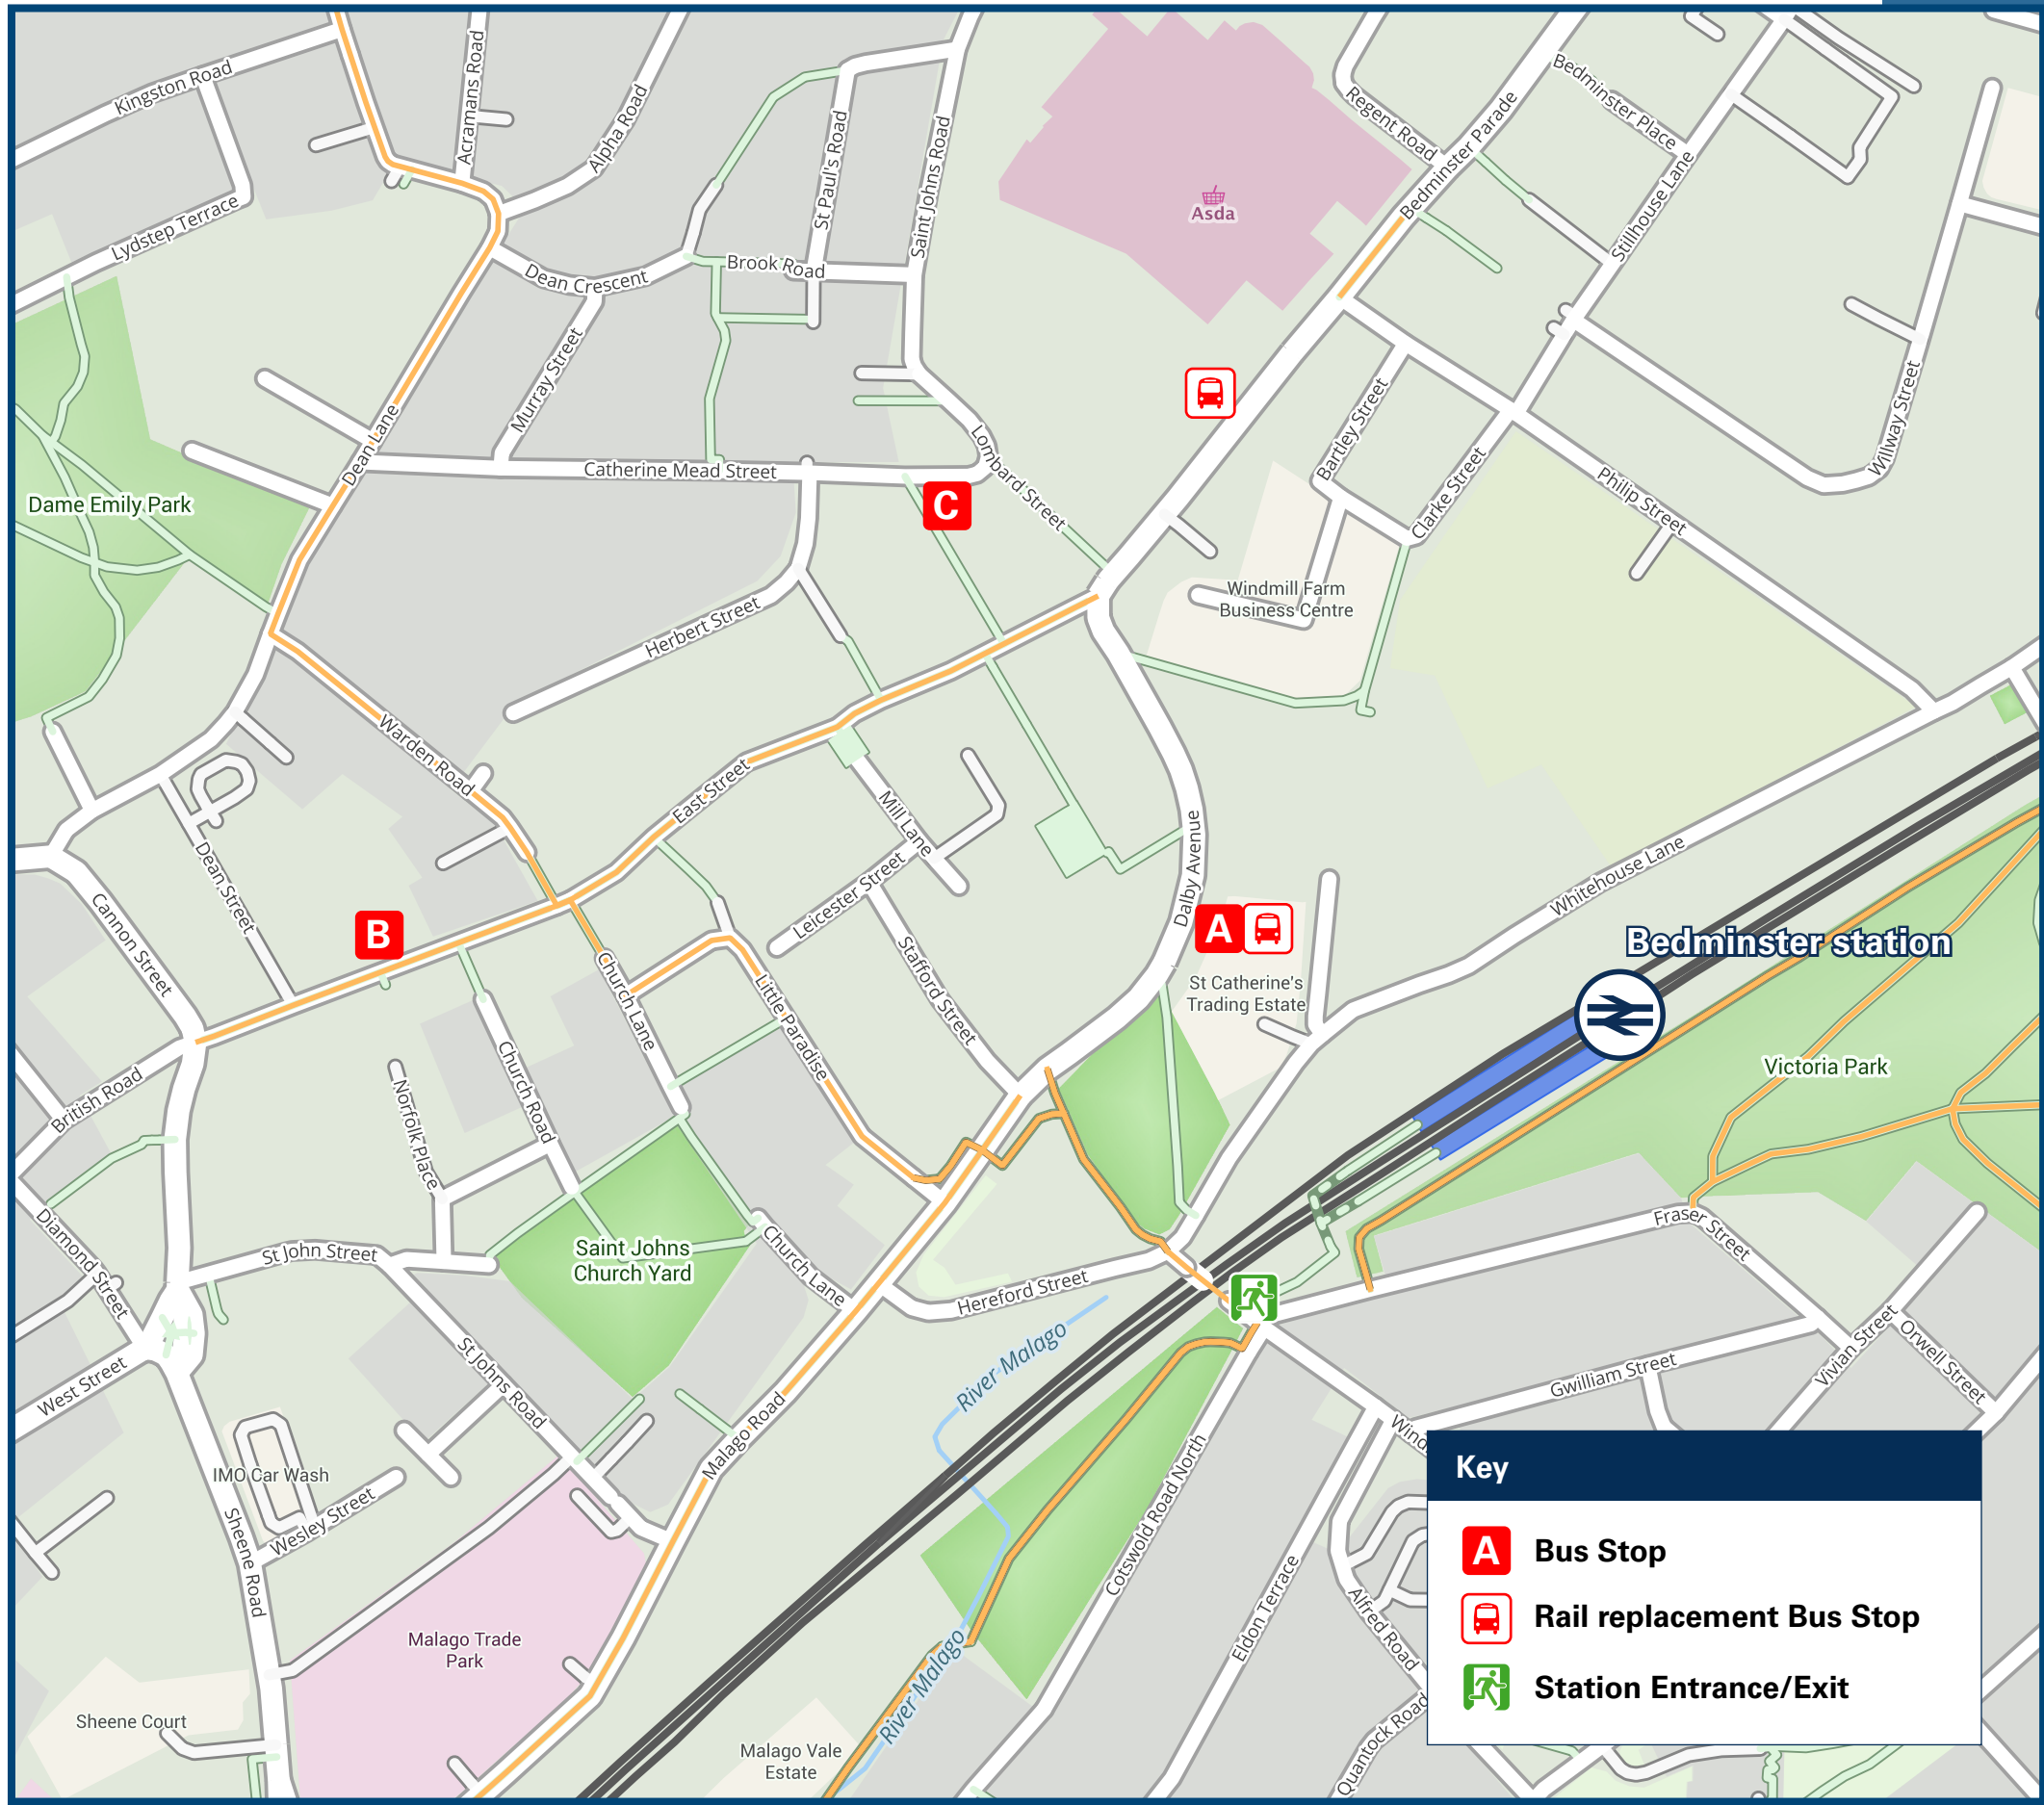 Kingston Road
Acramans Road
Alpha Road
St Paul's Road
Saint Johns Road
Regent Road
Bedminster Parade
Bedminster Place
Stillhouse Lane
Asda
Lydstep Terrace
Dean Crescent
Brook Road
Murray Street
Dean Lane
Catherine Mead Street
Lombard Street
Bartley Street
Clarke Street
Philip Street
Willway Street
Dame Emily Park
C
Windmill Farm
Business Centre
Herbert Street
Warden Road
East Street
Mill Lane
Dalby Avenue
Dean Street
Cannon Street
Leicester Street
Stafford Street
Whitehouse Lane
B
A
Bedminster station
St Catherine's
Trading Estate
Church Lane
Little Paradise
Church Road
Norfolk Place
British Road
Victoria Park
Diamond Street
St John Street
Saint Johns
Church Yard
Church Lane
Hereford Street
Fraser Street
River Malago
West Street
St Johns Road
Malago Road
Gwilliam Street
Vivian Street
Orwell Street
IMO Car Wash
Wesley Street
Sheene Road
Cotswold Road North
Eldon Terrace
Alfred Road
Quantock Road
Malago Trade
Park
Sheene Court
Malago Vale
Estate
River Malago
Key
A Bus Stop
Rail replacement Bus Stop
Station Entrance/Exit